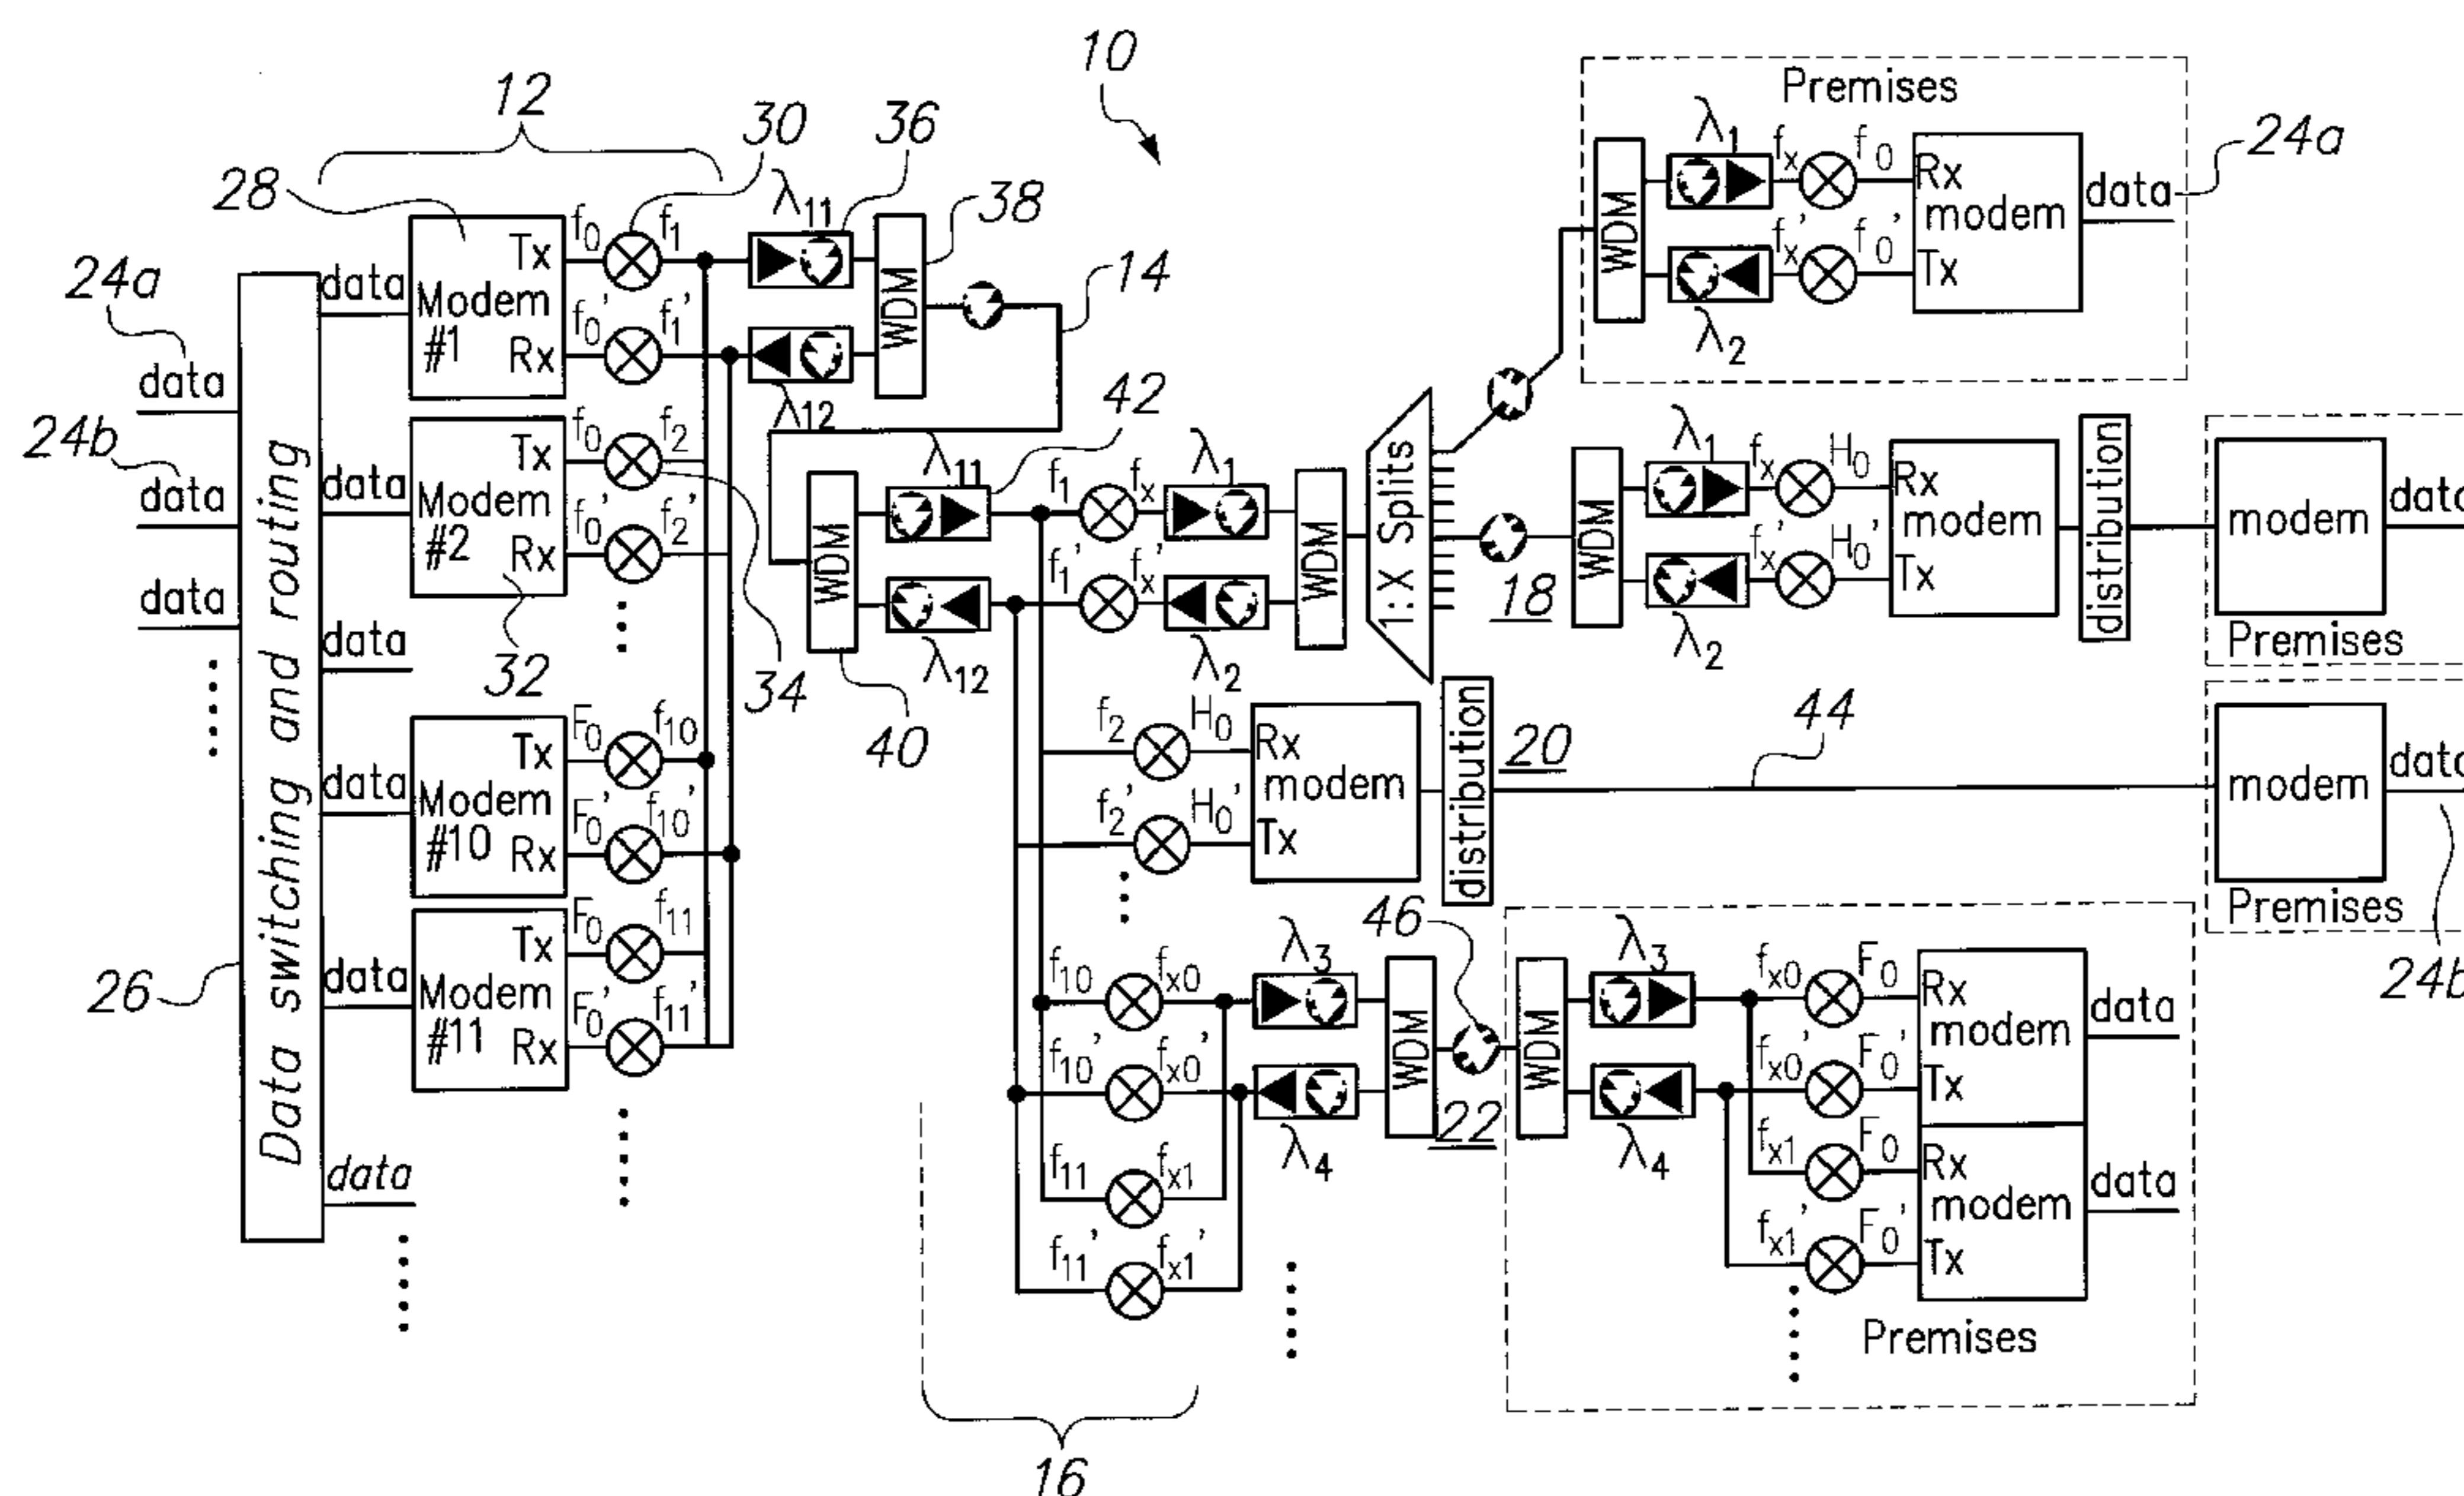 10
12
28
30
36
38
14
24a
data
24b
data
data
26
Data switching and routing
data
data
data
data
data
data
Modem #1
Tx
Rx
f0
f1
f0'
f1'
Modem #2
Tx
Rx
f0
f2
f0'
f2'
32
34
Modem #10
Tx
Rx
F0
f10
F0'
f10'
Modem #11
Tx
Rx
F0
f11
F0'
f11'
λ11
λ12
WDM
40
WDM
λ11
42
λ12
f1
fx
λ1
f1'
fx'
λ2
WDM
1:X Splits
f2
H0
f2'
H0'
Rx
modem
Tx
distribution
20
44
f10
fx0
f10'
fx0'
f11
fx1
f11'
fx1'
λ3
λ4
WDM
46
22
16
Premises
WDM
λ1
fx
f0
λ2
fx'
f0'
Rx
modem
Tx
data
24a
18
WDM
λ1
fx
H0
λ2
fx'
H0'
Rx
modem
Tx
distribution
modem
data
Premises
modem
data
Premises
24b
WDM
λ3
λ4
fx0
F0
fx0'
F0'
fx1
F0
fx1'
F0'
Rx
modem
Tx
data
Rx
modem
Tx
data
Premises